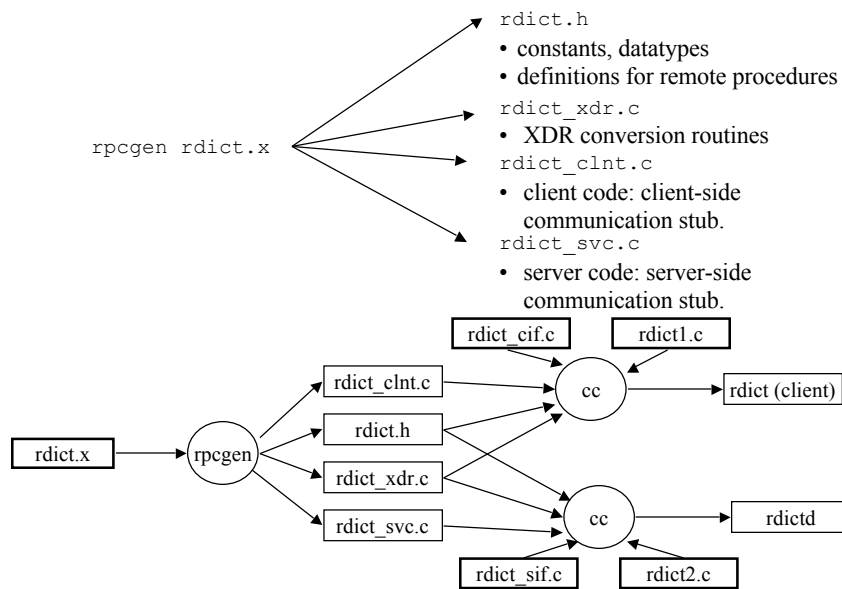 rdict.h
• constants, datatypes
• definitions for remote procedures
rdict_xdr.c
• XDR conversion routines
rpcgen rdict.x
rdict_clnt.c
• client code: client-side
communication stub.
rdict_svc.c
• server code: server-side
communication stub.
rdict_cif.c
rdict1.c
rdict_clnt.c
cc
rdict (client)
rdict.h
rdict.x
rpcgen
rdict_xdr.c
rdict_svc.c
cc
rdictd
rdict_sif.c
rdict2.c